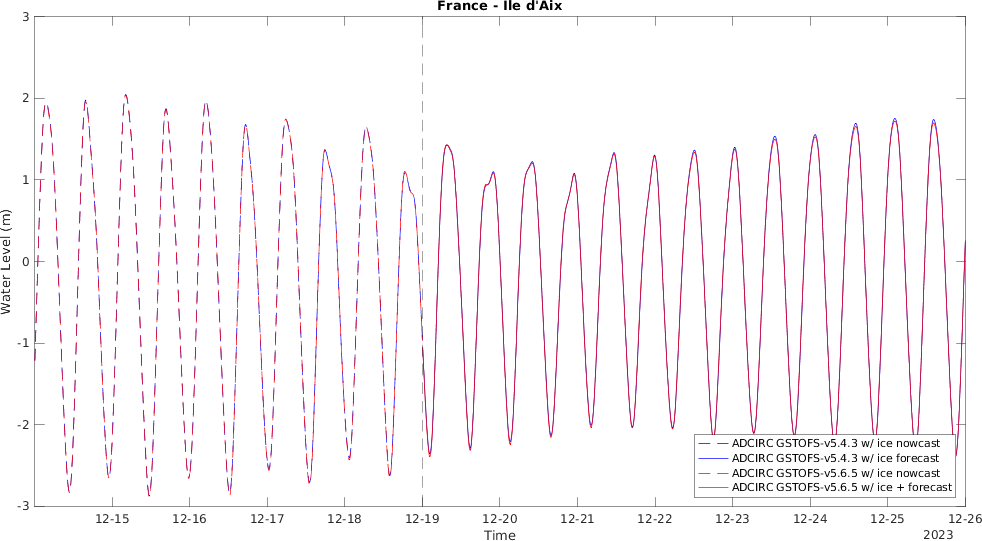 France - Ile d'Aix
Water Level (m)
3
2
1
0
-1
-2
-3
12-15
12-16
12-17
12-18
12-19
12-20
12-21
12-22
12-23
12-24
12-25
12-26
Time
2023
ADCIRC GSTOFS-v5.4.3 w/ ice nowcast
ADCIRC GSTOFS-v5.4.3 w/ ice forecast
ADCIRC GSTOFS-v5.6.5 w/ ice nowcast
ADCIRC GSTOFS-v5.6.5 w/ ice + forecast